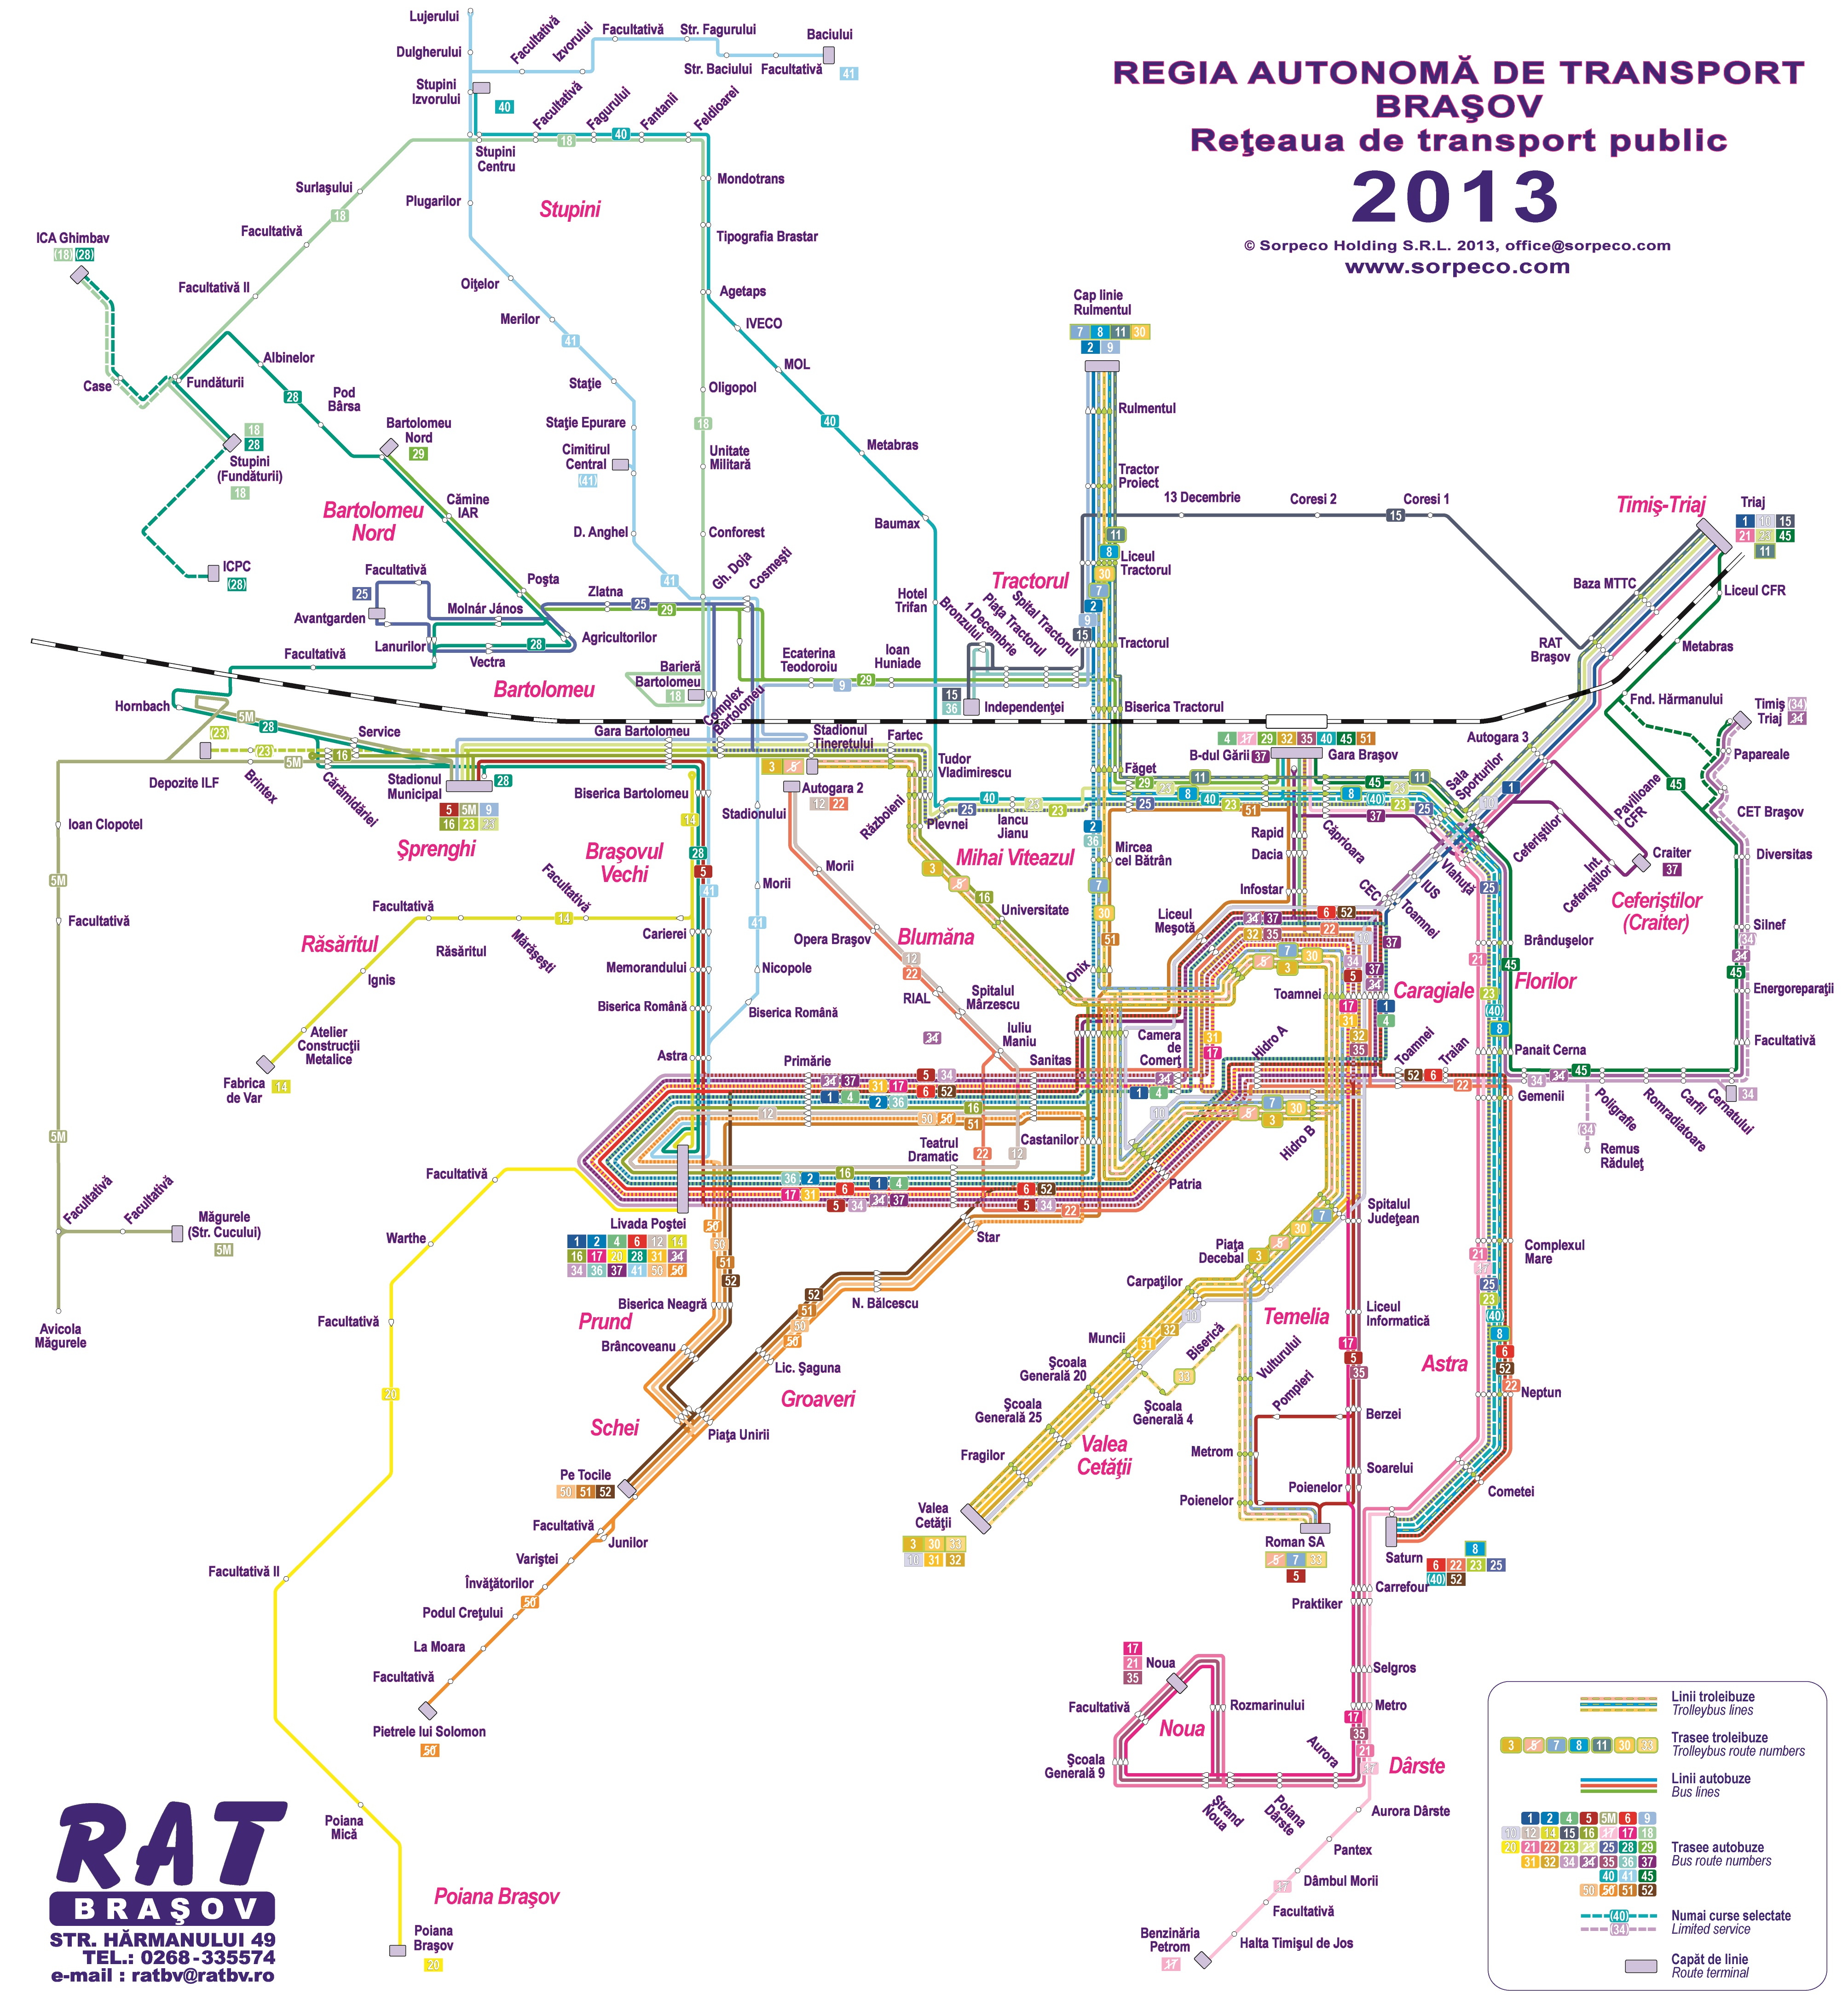 REGIA AUTONOMĂ DE TRANSPORT
BRAŞOV
Reţeaua de transport public
2013
© Sorpeco Holding S.R.L. 2013, office@sorpeco.com
www.sorpeco.com
Lujerului
Dulgherului
Stupini
Izvorului
40
Facultativă
Izvorului
Facultativă
Str. Fagurului
Str. Baciului
Facultativă
Baciului
41
Facultativă
Fagurului
Fantanii
Feldioarei
18
40
Stupini
Centru
Plugarilor
Stupini
Surlaşului
18
Facultativă
Facultativă II
ICA Ghimbav
(18) (28)
Case
Fundăturii
Albinelor
28
Pod
Bârsa
18
28
Stupini
(Fundăturii)
18
ICPC
(28)
Bartolomeu
Nord
29
Bartolomeu
Nord
Cămine
IAR
Poşta
Oiţelor
Merilor
41
Staţie
Staţie Epurare
Cimitirul
Central
(41)
D. Anghel
41
Mondotrans
Tipografia Brastar
Agetaps
IVECO
MOL
40
Oligopol
18
Unitate
Militară
Metabras
Conforest
Baumax
Gh. Doja
Cosmeşti
Hotel
Trifan
Facultativă
25
Avantgarden
Molnár János
Lanurilor
Vectra
28
Agricultorilor
Zlatna
25
29
Facultativă
Bartolomeu
Barieră
Bartolomeu
18
Complex
Bartolomeu
Ecaterina
Teodoroiu
9
29
Ioan
Huniade
Bronzului
1 Decembrie
Piaţa Tractorul
Spital Tractorul
Tractorul
15
36
Independenţei
Cap linie
Rulmentul
7 8 11 30
2 9
Rulmentul
Tractor
Proiect
13 Decembrie
Coresi 2
15
Coresi 1
11
8
30
7
2
9
15
Liceul
Tractorul
Tractorul
Biserica Tractorul
Timiş-Triaj
Triaj
1 10 15
21 23 45
11
Baza MTTC
Liceul CFR
RAT
Braşov
Metabras
Fnd. Hărmanului
Timiş (34)
Triaj 34
Papareale
CET Braşov
Diversitas
Silnef
(34)
34
45
Energoreparaţii
Facultativă
Hornbach
5M
28
(23)
(23)
Depozite ILF
Brintex
5M
16
Cărămidăriei
Service
Stadionul
Municipal
28
5 5M 9
16 23 23
Şprenghi
Gara Bartolomeu
Stadionul
Tineretului
3 5
Autogara 2
12 22
Fartec
Tudor
Vladimirescu
Războieni
Plevnei
25
40
Iancu
Jianu
23
23
Făget
29
23
11
8
25
40
23
51
4 17 29 32 35 40 45 51
B-dul Gării
37
Gara Braşov
45
11
8
(40)
23
23
25
37
Rapid
Dacia
Infostar
Căprioara
Autogara 3
Sala
Sporturilor
10
1
45
Ceferiştilor
Pavilioane
CFR
Int.
Ceferiştilor
Craiter
37
Ceferiştilor
(Craiter)
Vlahuţă
IUS
CEC
Toamnei
25
Ioan Clopotel
5M
Facultativă
5M
Facultativă
Facultativă
Măgurele
(Str. Cucului)
5M
Avicola
Măgurele
Biserica Bartolomeu
14
28
5
41
Braşovul
Vechi
Facultativă
Facultativă
14
Răsăritul
Răsăritul
Mărăşeşti
Ignis
Atelier
Construcţii
Metalice
Fabrica
de Var
14
Carierei
Memorandului
Biserica Română
Astra
Stadionului
Morii
41
Nicopole
Biserica Română
Morii
Opera Braşov
Blumăna
12
22
RIAL
Spitalul
Mârzescu
34
Iuliu
Maniu
Sanitas
Mihai Viteazul
3
5
16
Universitate
Onix
2
36
Mircea
cel Bătrân
7
30
51
Liceul
Meşotă
34 37
6 52
22
32 35
7
30
5 3
Toamnei
Caragiale
Camera
de
Comert
31
17
Hidro A
Toamnei
Traian
52 6
22
Brânduşelor
21
45
Florilor
23
(40)
8
Panait Cerna
45
34 34
Gemenii
Poligrafie
Romradiatoare
Carfil
Cernatului
34
(34)
Remus
Răduleţ
Primărie
5 34
34 37 31 17 6 52
1 4 2 36
12
16
50 50 51
1 4
34
10
7
30
5 3
Castanilor
Hidro B
Teatrul
Dramatic
22
12
16
36 2 1 4
6
17 31 34 37
5 34
6 52
5 34
22
Patria
Livada Poştei
1 2 4 6 12 14
16 17 20 28 31 34
34 36 37 41 50 50
50
50
51
52
Star
N. Bălcescu
52
51
50
50
Biserica Neagră
Prund
Brâncoveanu
Lic. Şaguna
Groaveri
Schei
Piaţa Unirii
Pe Tocile
50 51 52
Facultativă
Junilor
Variştei
Învăţătorilor
50
Podul Creţului
La Moara
Facultativă
Pietrele lui Solomon
50
Facultativă
Warthe
Facultativă
20
Facultativă II
Poiana
Mică
Poiana Braşov
Poiana
Braşov
20
Spitalul
Judeţean
7
30
5
3
Piaţa
Decebal
Carpaţilor
10
32
31
Muncii
Biserică
33
Şcoala
Generală 20
Şcoala
Generală 4
Şcoala
Generală 25
Fragilor
Valea
Cetăţii
Valea
Cetăţii
3 30 33
10 31 32
Temelia
Vulturului
Pompieri
Metrom
Poienelor
Roman SA
5 7 33
5
Liceul
Informatică
17
5
35
Berzei
Soarelui
Poienelor
Astra
Complexul
Mare
21
17
25
23
(40)
8
6
52
22
Neptun
Cometei
Saturn
8
6 22 23 25
(40) 52
Carrefour
Praktiker
Selgros
Metro
17
35
21
17
Dârste
Aurora
17
21
35
Noua
Facultativă
Noua
Rozmarinului
Şcoala
Generală 9
Ştrand
Noua
Poiana
Dârste
Aurora Dârste
Pantex
Dâmbul Morii
17
Facultativă
Halta Timişul de Jos
Benzinăria
Petrom
17
Linii troleibuze
Trolleybus lines
3 5 7 8 11 30 33
Trasee troleibuze
Trolleybus route numbers
Linii autobuze
Bus lines
1 2 4 5 5M 6 9
10 12 14 15 16 17 17 18
20 21 22 23 23 25 28 29
31 32 34 34 35 36 37
40 41 45
50 50 51 52
Trasee autobuze
Bus route numbers
(40)
(34)
Numai curse selectate
Limited service
Capăt de linie
Route terminal
RAT
BRAŞOV
STR. HĂRMANULUI 49
TEL.: 0268-335574
e-mail : ratbv@ratbv.ro